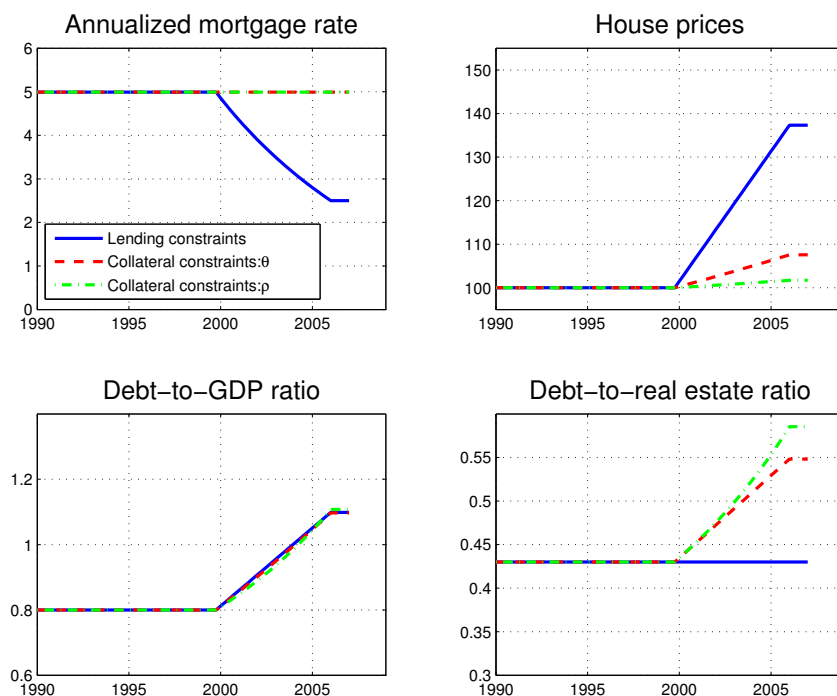 Annualized mortgage rate
6
5
4
3
2
1
0
1990 1995 2000 2005
Lending constraints
Collateral constraints:θ
Collateral constraints:ρ
House prices
150
140
130
120
110
100
1990 1995 2000 2005
Debt−to−GDP ratio
1.2
1
0.8
0.6
1990 1995 2000 2005
Debt−to−real estate ratio
0.55
0.5
0.45
0.4
0.35
0.3
1990 1995 2000 2005